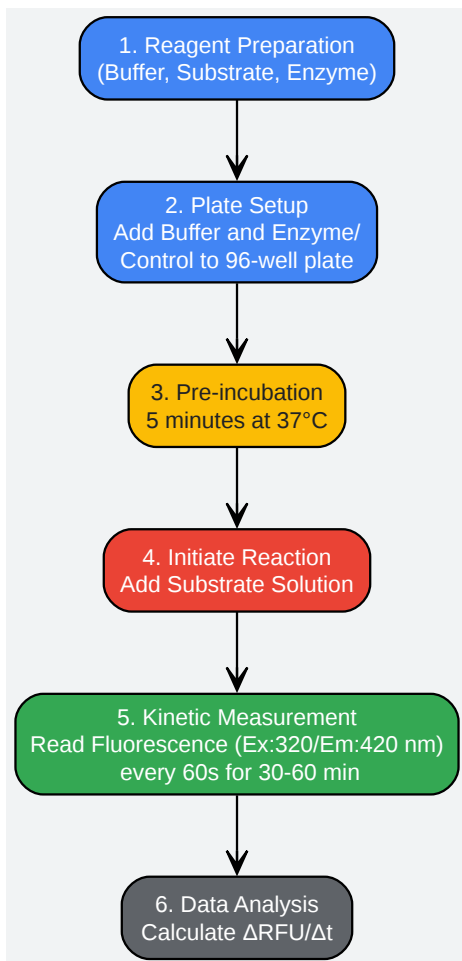 1. Reagent Preparation
(Buffer, Substrate, Enzyme)
2. Plate Setup
Add Buffer and Enzyme/
Control to 96-well plate
3. Pre-incubation
5 minutes at 37°C
4. Initiate Reaction
Add Substrate Solution
5. Kinetic Measurement
Read Fluorescence (Ex:320/Em:420 nm)
every 60s for 30-60 min
6. Data Analysis
Calculate ΔRFU/Δt